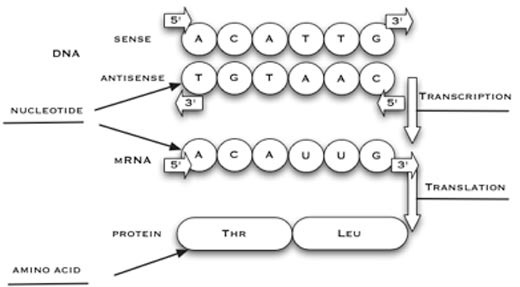 5' 3'
SENSE A C A T T G
DNA
ANTISENSE T G T A A C
3' 5'
TRANSCRIPTION
NUCLEOTIDE
mRNA 5' A C A U U G 3'
TRANSLATION
PROTEIN THR LEU
AMINO ACID